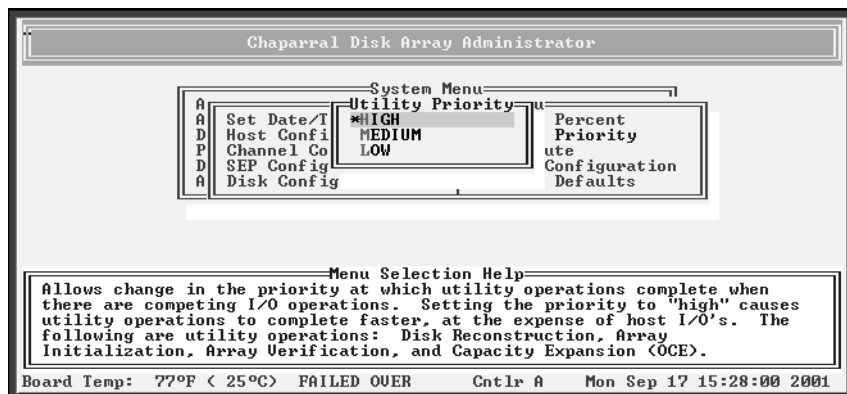 Chaparral Disk Array Administrator
System Menu
A Utility Priority u
A Set Date/T *HIGH Percent
D Host Confi MEDIUM Priority
P Channel Co LOW ute
D SEP Config Configuration
A Disk Config Defaults
Menu Selection Help
Allows change in the priority at which utility operations complete when
there are competing I/O operations. Setting the priority to "high" causes
utility operations to complete faster, at the expense of host I/O's. The
following are utility operations: Disk Reconstruction, Array
Initialization, Array Verification, and Capacity Expansion (OCE).
Board Temp: 77ºF ( 25ºC) FAILED OVER Cntlr A Mon Sep 17 15:28:00 2001